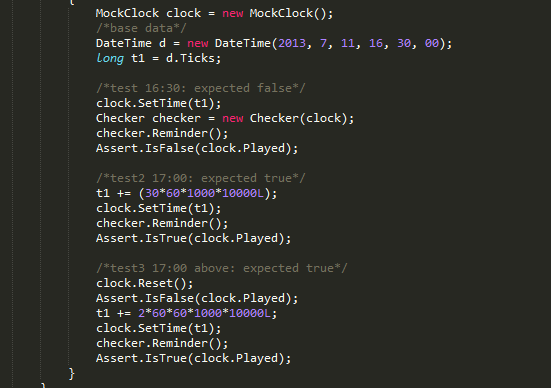 {
MockClock clock = new MockClock();
/*base data*/
DateTime d = new DateTime(2013, 7, 11, 16, 30, 00);
long t1 = d.Ticks;
/*test 16:30: expected false*/
clock.SetTime(t1);
Checker checker = new Checker(clock);
checker.Reminder();
Assert.IsFalse(clock.Played);
/*test2 17:00: expected true*/
t1 += (30*60*1000*10000L);
clock.SetTime(t1);
checker.Reminder();
Assert.IsTrue(clock.Played);
/*test3 17:00 above: expected true*/
clock.Reset();
Assert.IsFalse(clock.Played);
t1 += 2*60*60*1000*10000L;
clock.SetTime(t1);
checker.Reminder();
Assert.IsTrue(clock.Played);
}
}